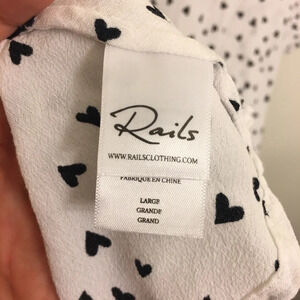 Rails
WWW.RAILSCLOTHING.COM
FABRIQUE EN CHINE
LARGE
GRANDE
GRAND